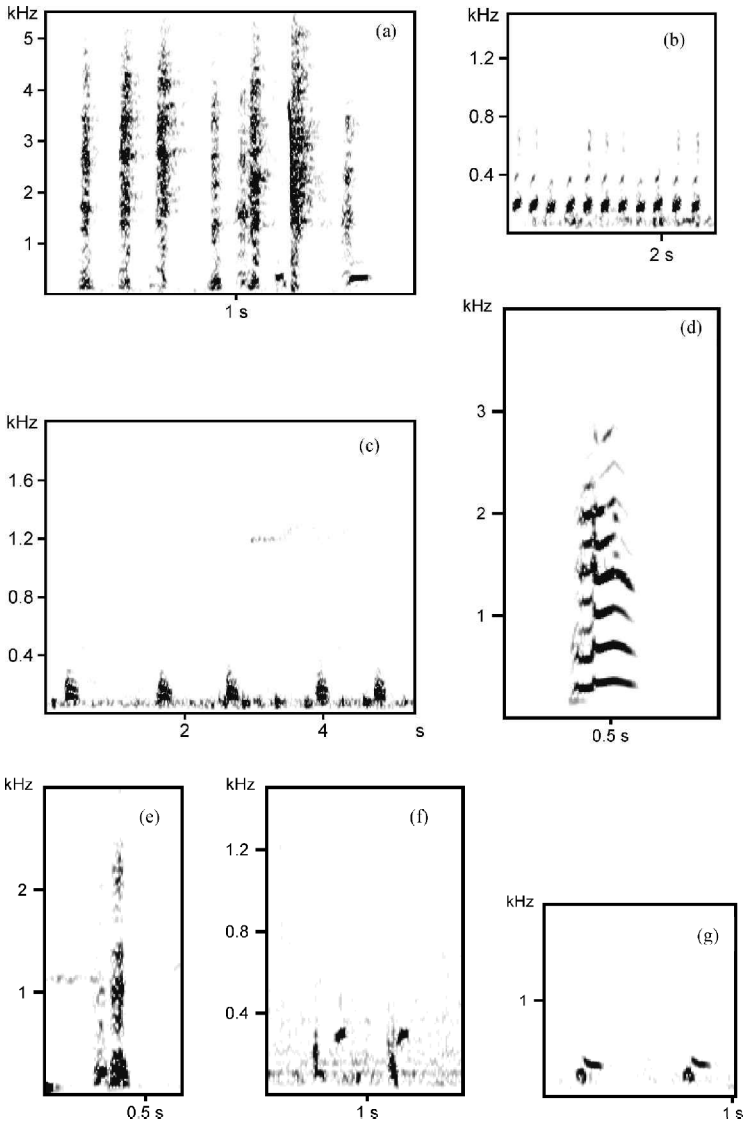 kHz
(a)
5
4
3
2
1
1 s
kHz
(b)
1.2
0.8
0.4
2 s
kHz
(c)
1.6
1.2
0.8
0.4
2 4 s
kHz
(d)
3
2
1
0.5 s
kHz
(e)
2
1
0.5 s
kHz
(f)
1.2
0.8
0.4
1 s
kHz
(g)
1
1 s